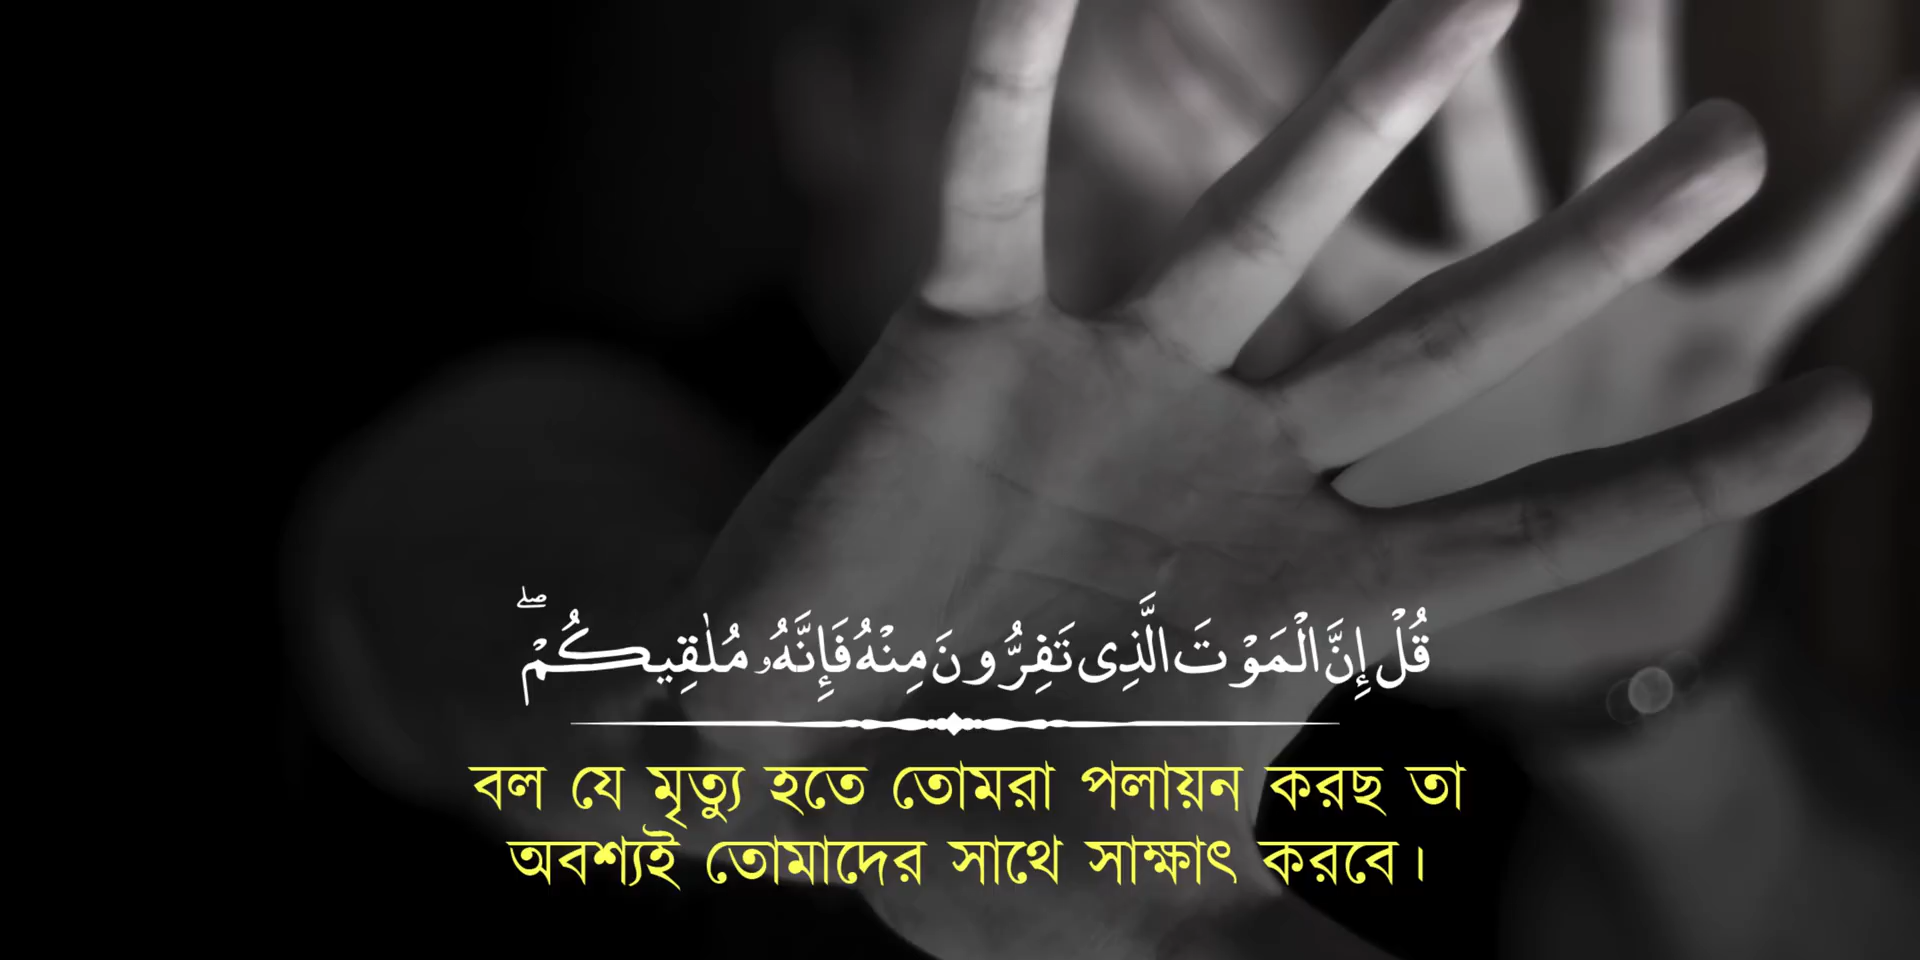 قُلْ إِنَّ الْمَوْتَ الَّذِى تَفِرُّونَ مِنْهُ فَإِنَّهُۥ مُلَٰقِيكُمْ ۖ
বল যে মৃত্যু হতে তোমরা পলায়ন করছ তা
অবশ্যই তোমাদের সাথে সাক্ষাৎ করবে।